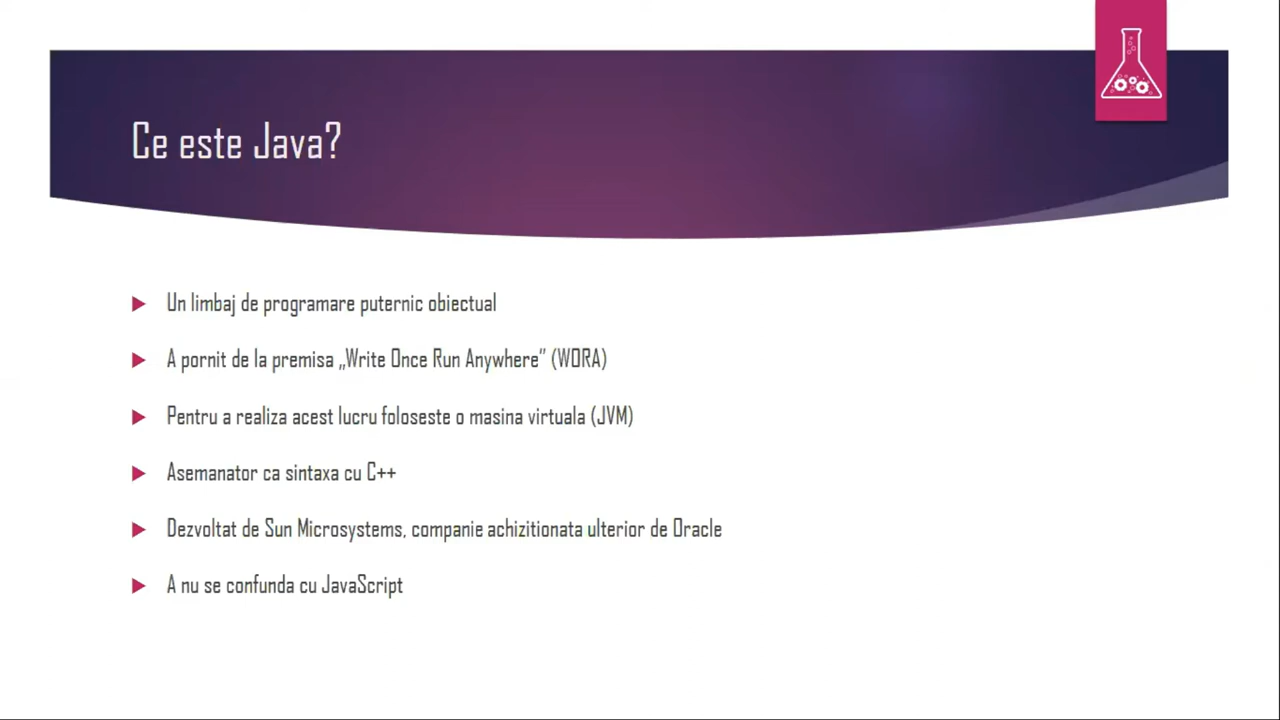 Ce este Java?
Un limbaj de programare puternic obiectual
A pornit de la premisa „Write Once Run Anywhere” (WORA)
Pentru a realiza acest lucru foloseste o masina virtuala (JVM)
Asemanator ca sintaxa cu C++
Dezvoltat de Sun Microsystems, companie achizitionata ulterior de Oracle
A nu se confunda cu JavaScript